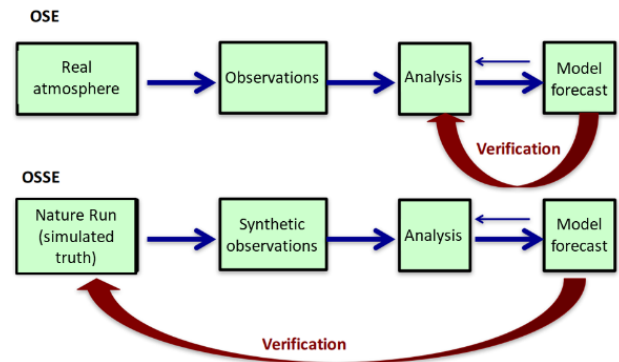 OSE
Real
atmosphere
Observations
Analysis
Model
forecast
Verification
OSSE
Nature Run
(simulated
truth)
Synthetic
observations
Analysis
Model
forecast
Verification